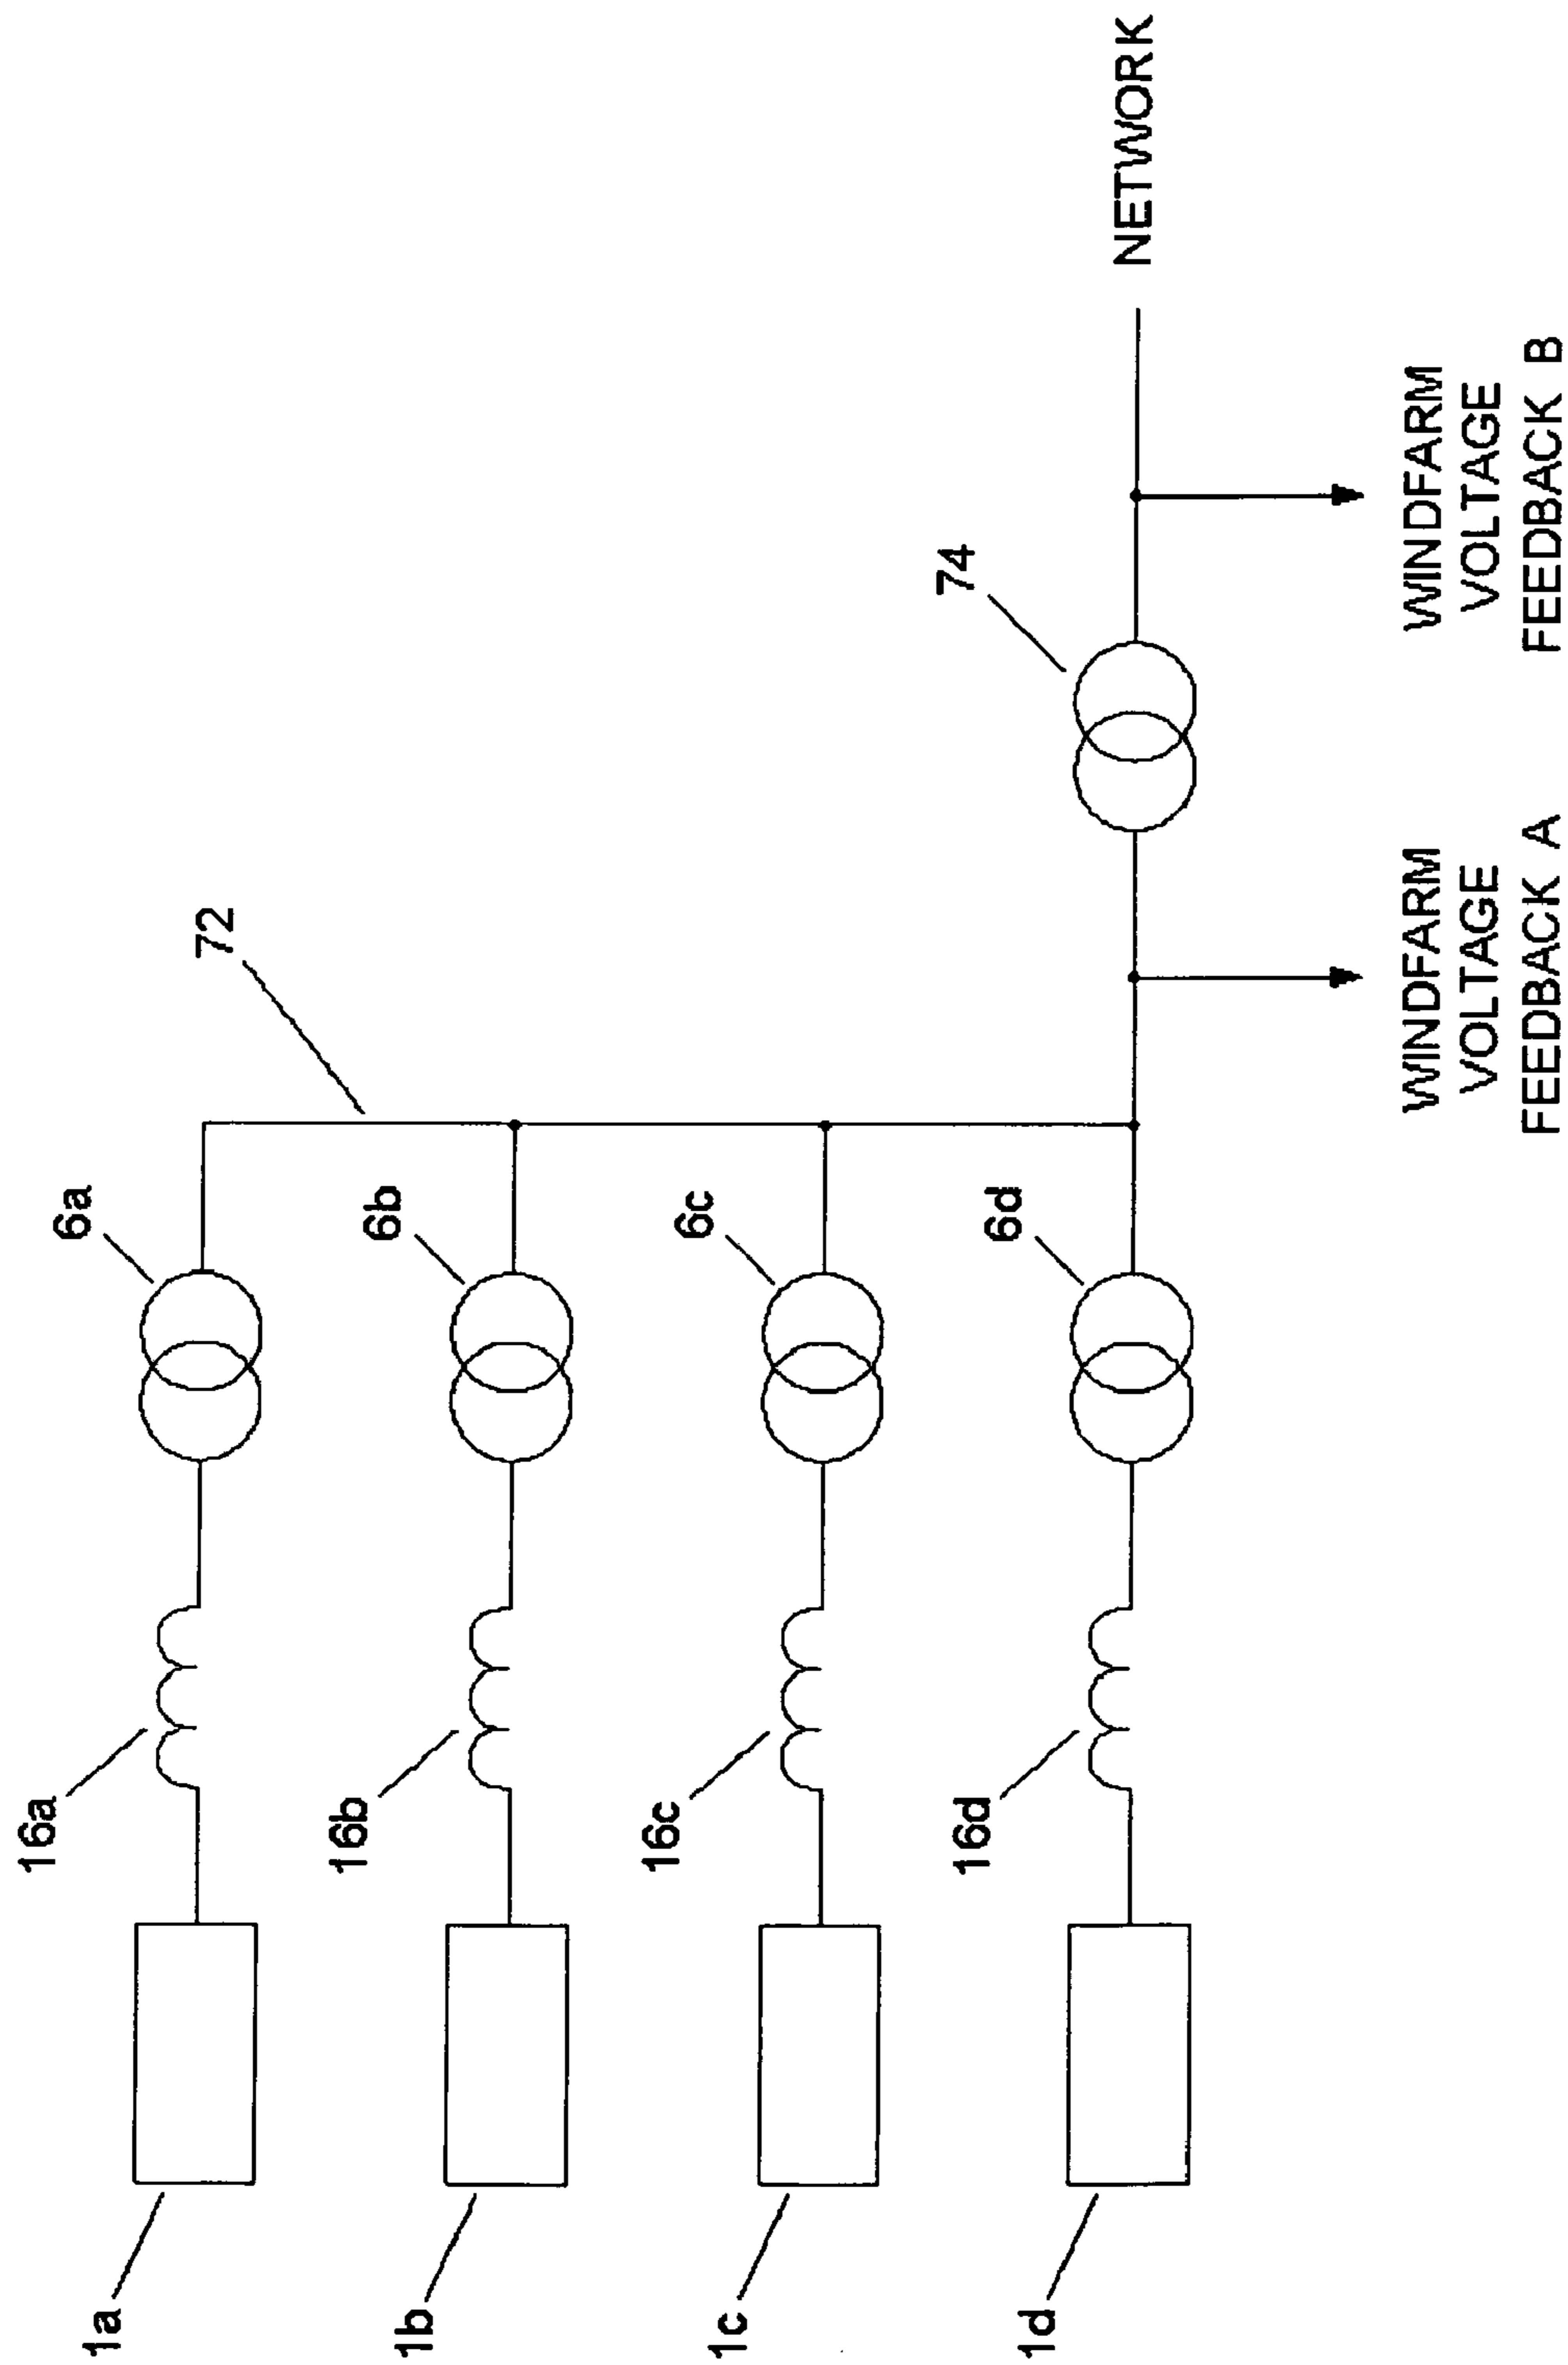 1a
16a
6a
72
1b
16b
6b
1c
16c
6c
1d
16d
6d
74
NETWORK
WINDFARM
VOLTAGE
FEEDBACK A
WINDFARM
VOLTAGE
FEEDBACK B